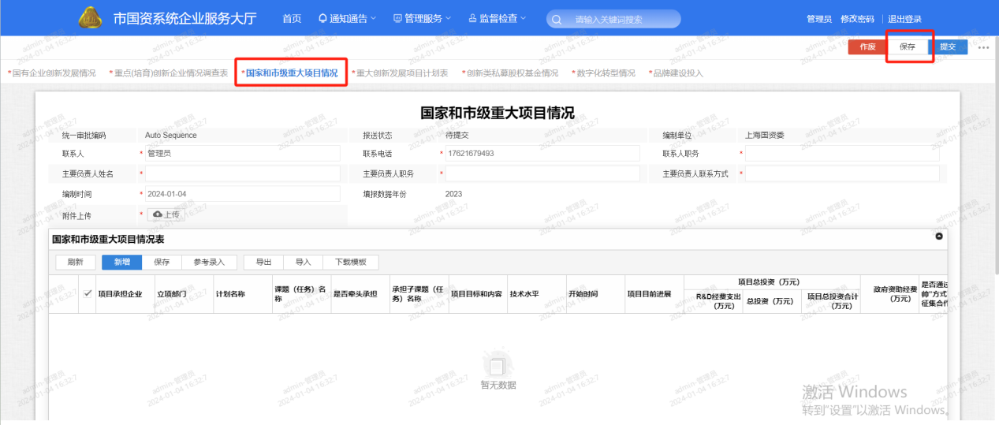 市国资系统企业服务大厅 首页 通知通告 管理服务 监督检查 请输入关键词搜索 管理员 修改密码 退出登录
作废 保存 提交
*国有企业创新发展情况 *重点(培育)创新企业情况调查表 *国家和市级重大项目情况 *重大创新发展项目计划表 *创新类私募股权基金情况 *数字化转型情况 *品牌建设投入
国家和市级重大项目情况
统一审批编码 Auto Sequence 报送状态 待提交 编制单位 上海国资委
联系人 * 管理员 联系电话 * 17621679493 联系人职务 *
主要负责人姓名 * 主要负责人职务 * 主要负责人联系方式 *
编制时间 * 2024-01-04 填报数据年份 2023
附件上传 * 上传
国家和市级重大项目情况表
刷新 新增 保存 参考录入 导出 导入 下载模板
项目承担企业 立项部门 计划名称 课题（任务）名称 是否牵头承担 承担子课题（任务）名称 项目目标和内容 技术水平 开始时间 项目目前进展 项目总投资（万元） R&D经费支出（万元） 总投资（万元） 项目总投资合计（万元） 政府资助经费（万元） 是否通过 帅"方式 征集合作
暂无数据
激活 Windows
转到"设置"以激活 Windows。
admin-管理员
2024-01-04 16:32:7